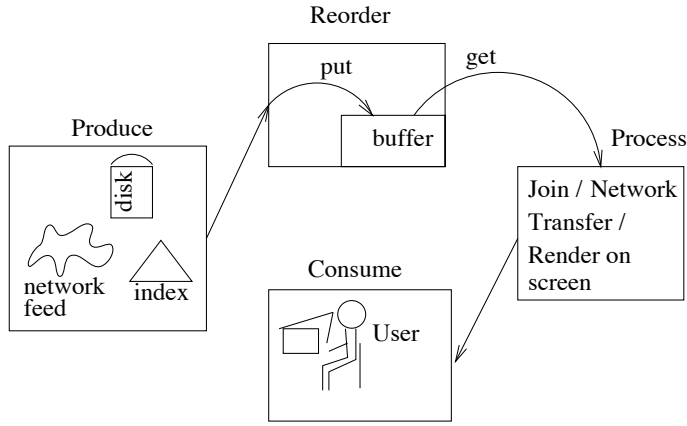 Reorder
put
get
buffer
Produce
disk
network
feed
index
Process
Join / Network
Transfer /
Render on
screen
Consume
User